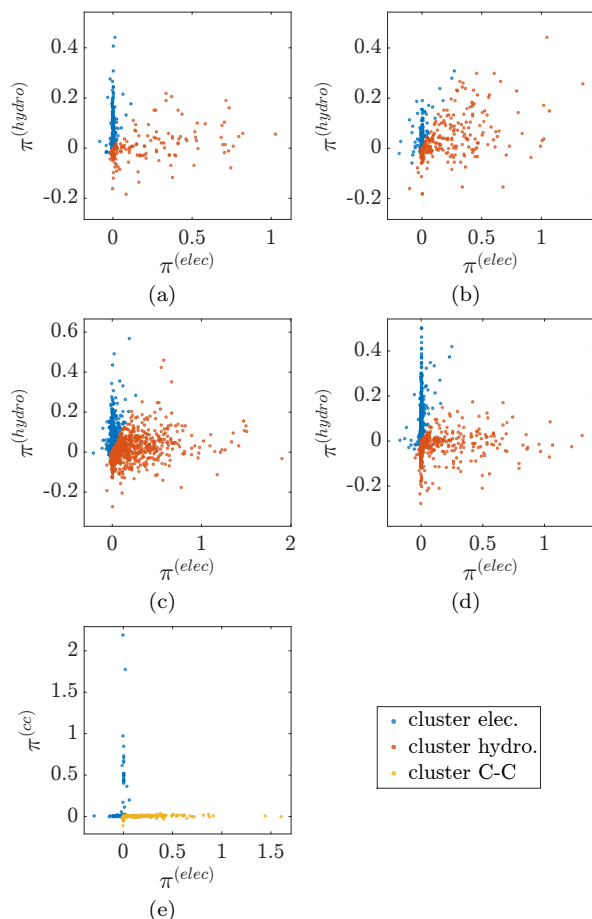 0.4
0.2
0
-0.2
π^(hydro)
0 0.5 1
π^(elec)
(a)
0.4
0.2
0
-0.2
π^(hydro)
0 0.5 1
π^(elec)
(b)
0.6
0.4
0.2
0
-0.2
π^(hydro)
0 1 2
π^(elec)
(c)
0.4
0.2
0
-0.2
π^(hydro)
0 0.5 1
π^(elec)
(d)
2
1.5
1
0.5
0
π^(cc)
0 0.5 1 1.5
π^(elec)
(e)
cluster elec.
cluster hydro.
cluster C-C